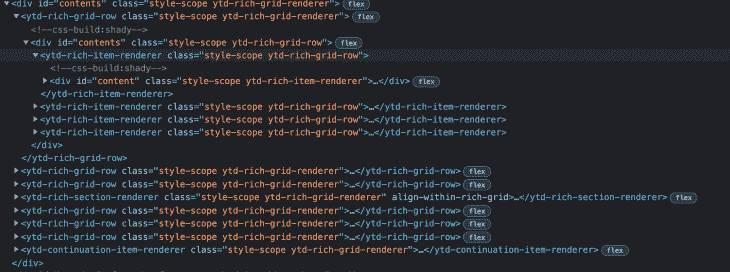 ▼<div id="contents" class="style-scope ytd-rich-grid-renderer"> flex
▼<ytd-rich-grid-row class="style-scope ytd-rich-grid-renderer"> flex
<!--css-build:shady-->
▼<div id="contents" class="style-scope ytd-rich-grid-row"> flex
▼<ytd-rich-item-renderer class="style-scope ytd-rich-grid-row">
<!--css-build:shady-->
▶<div id="content" class="style-scope ytd-rich-item-renderer">…</div> flex
</ytd-rich-item-renderer>
▶<ytd-rich-item-renderer class="style-scope ytd-rich-grid-row">…</ytd-rich-item-renderer>
▶<ytd-rich-item-renderer class="style-scope ytd-rich-grid-row">…</ytd-rich-item-renderer>
▶<ytd-rich-item-renderer class="style-scope ytd-rich-grid-row">…</ytd-rich-item-renderer>
</div>
</ytd-rich-grid-row>
▶<ytd-rich-grid-row class="style-scope ytd-rich-grid-renderer">…</ytd-rich-grid-row> flex
▶<ytd-rich-grid-row class="style-scope ytd-rich-grid-renderer">…</ytd-rich-grid-row> flex
▶<ytd-rich-section-renderer class="style-scope ytd-rich-grid-renderer" align-within-rich-grid>…</ytd-rich-section-renderer> flex
▶<ytd-rich-grid-row class="style-scope ytd-rich-grid-renderer">…</ytd-rich-grid-row> flex
▶<ytd-rich-grid-row class="style-scope ytd-rich-grid-renderer">…</ytd-rich-grid-row> flex
▶<ytd-rich-grid-row class="style-scope ytd-rich-grid-renderer">…</ytd-rich-grid-row> flex
▶<ytd-continuation-item-renderer class="style-scope ytd-rich-grid-renderer">…</ytd-continuation-item-renderer> flex
</div>